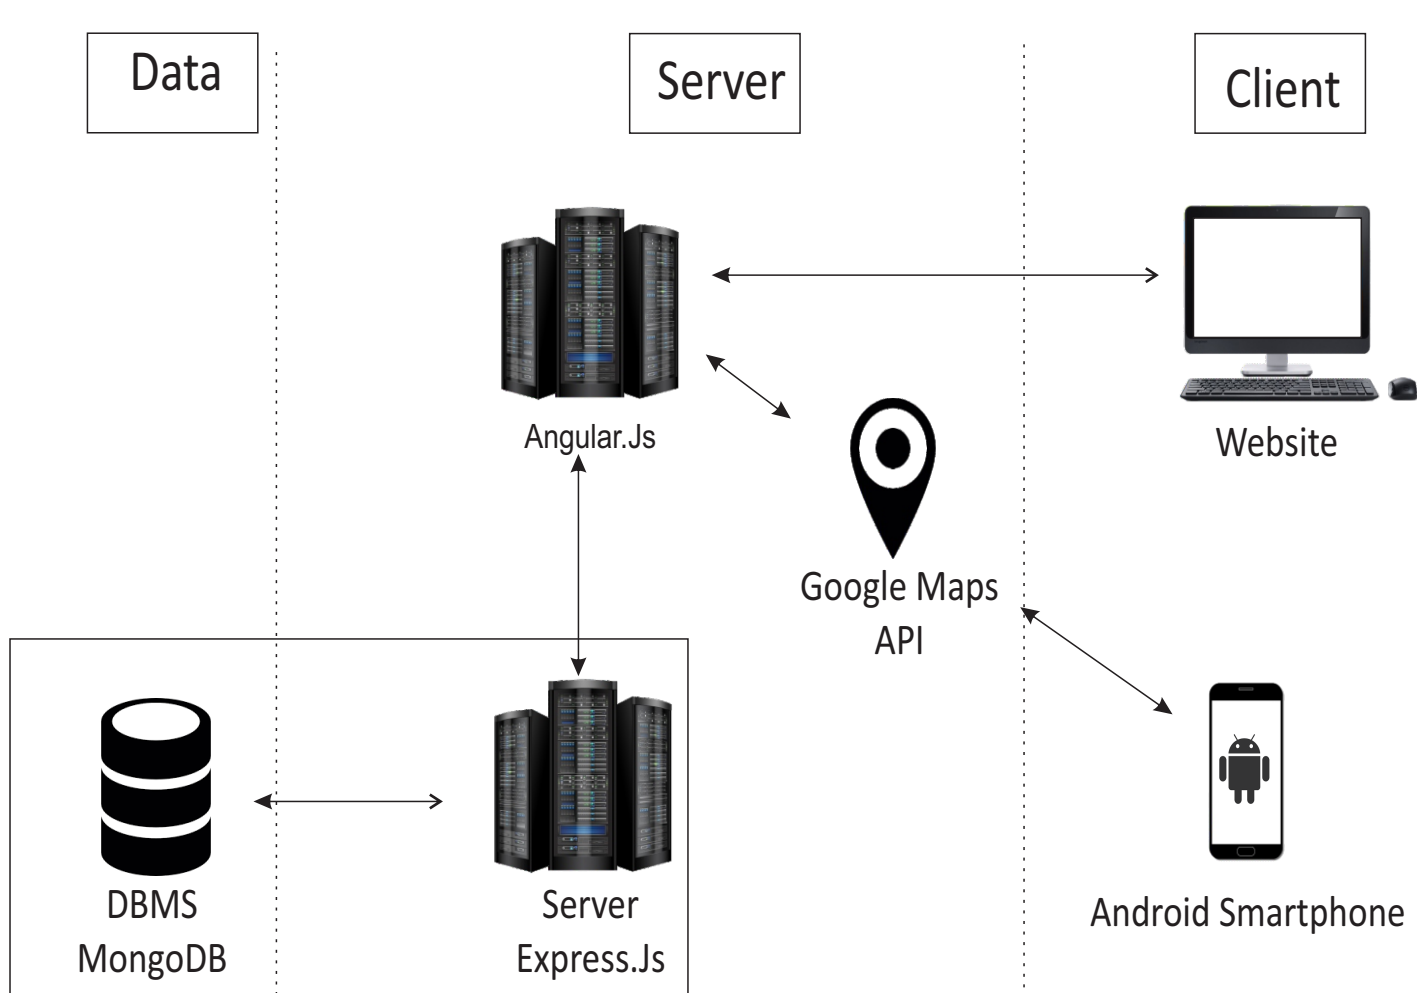 Data
Server
Client
Angular.Js
Website
Google Maps
API
DBMS
MongoDB
Server
Express.Js
Android Smartphone